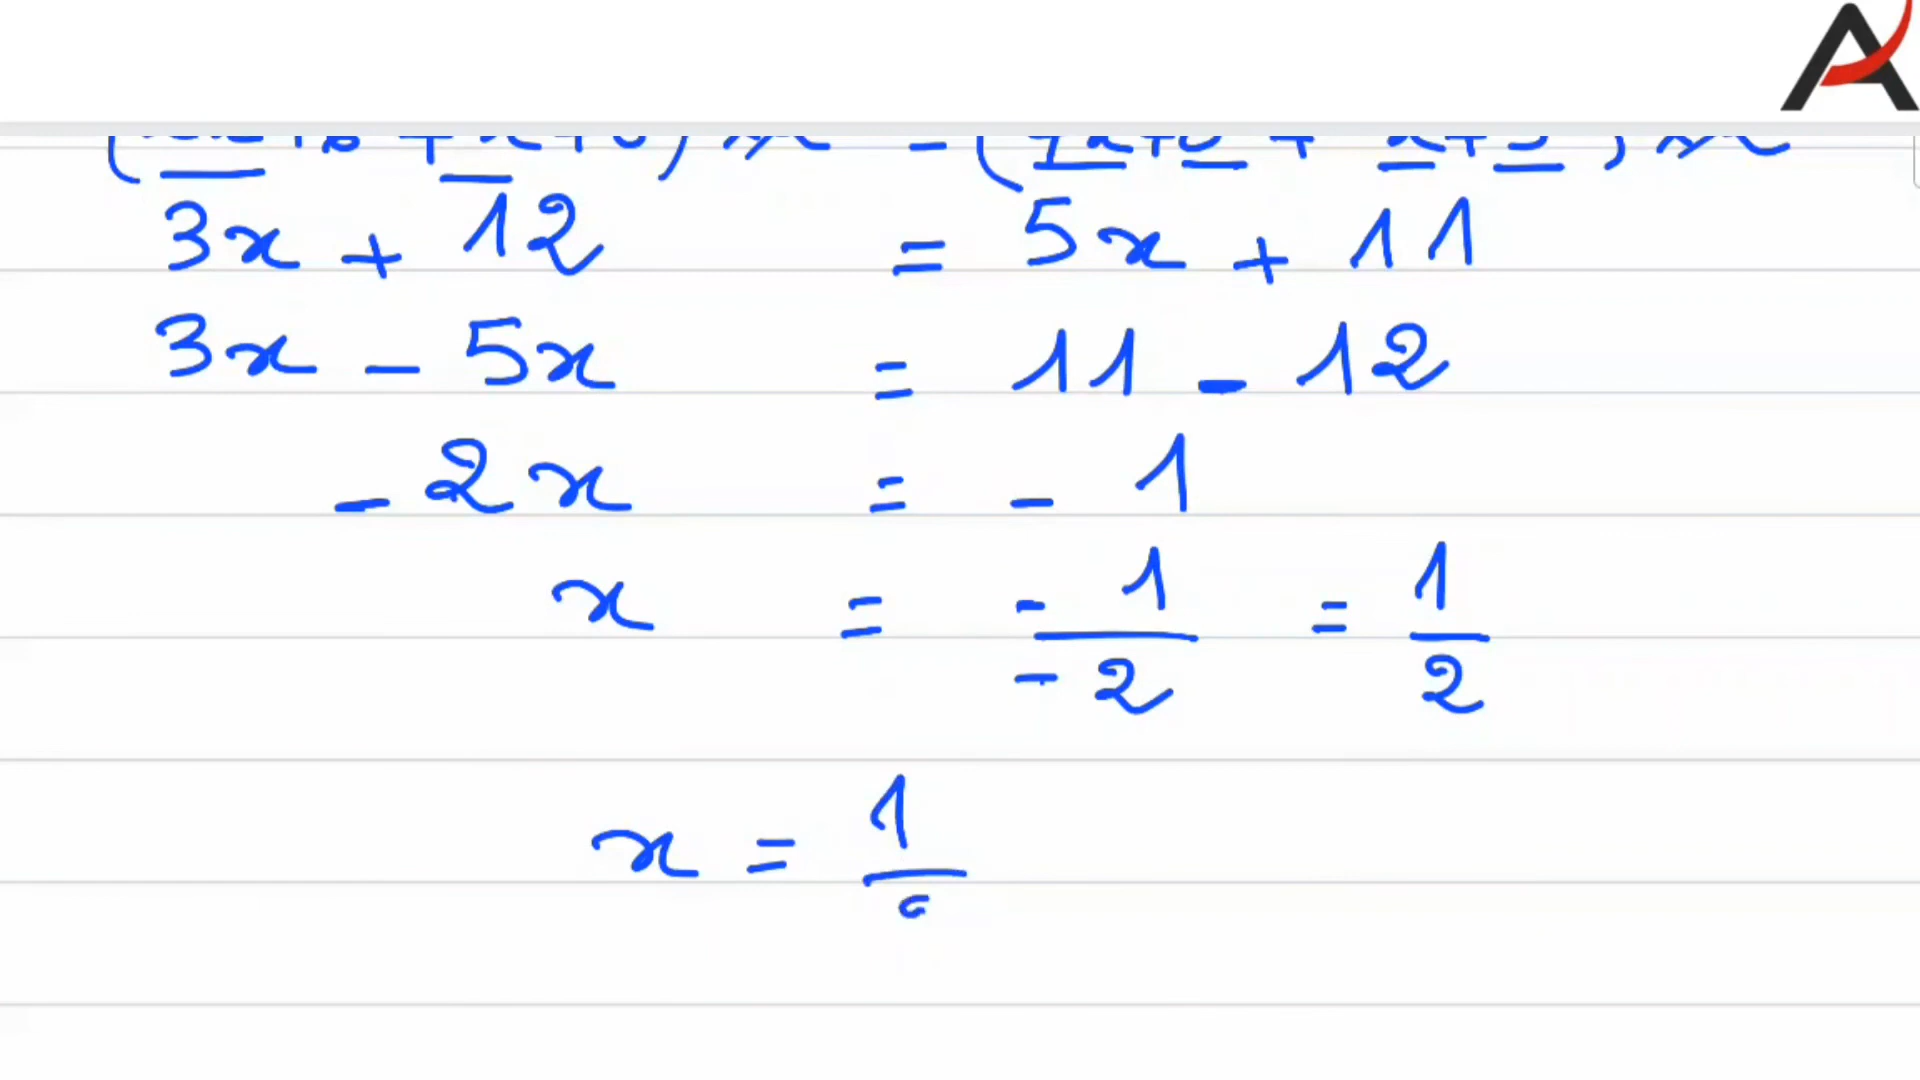 3x + 12 = 5x + 11
3x - 5x = 11 - 12
- 2x = - 1
x = -1/-2 = 1/2
x = 1/